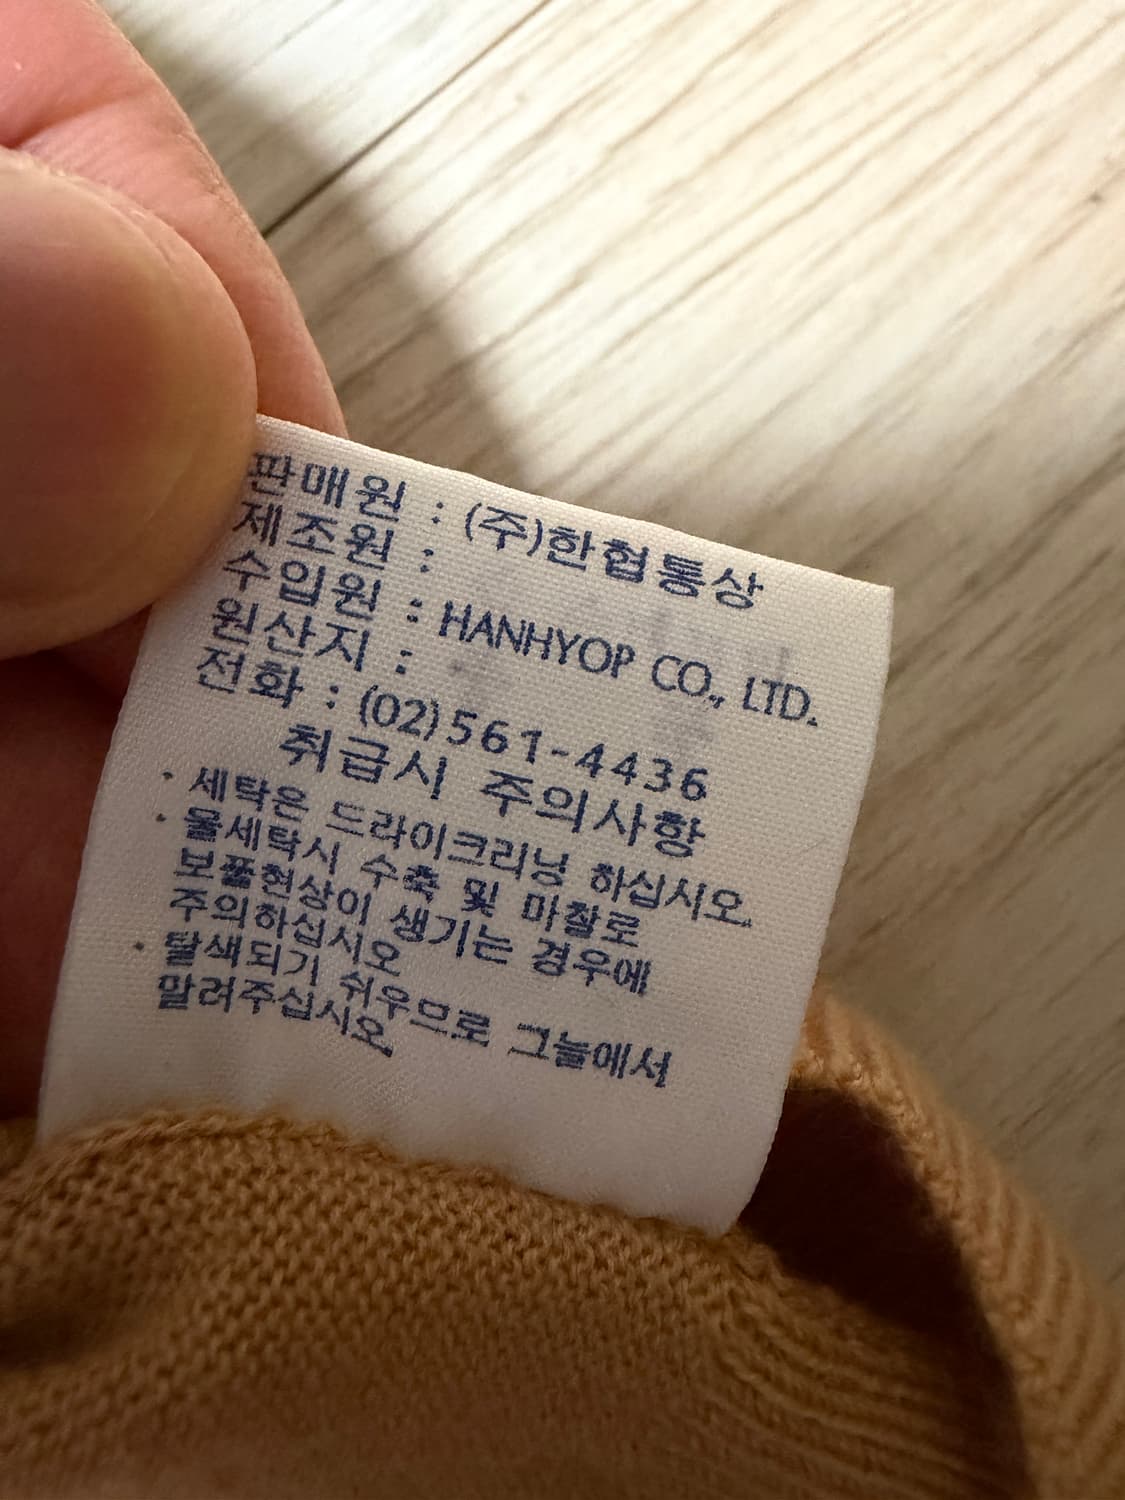 판매원 : (주)한협통상
제조원 :
수입원 : HANHYOP CO., LTD.
원산지 :
전화 : (02)561-4436
취급시 주의사항
· 세탁은 드라이크리닝 하십시오.
· 울세탁시 수축 및 마찰로
보풀현상이 생기는 경우에
주의하십시오
· 탈색되기 쉬우므로 그늘에서
말려주십시오.